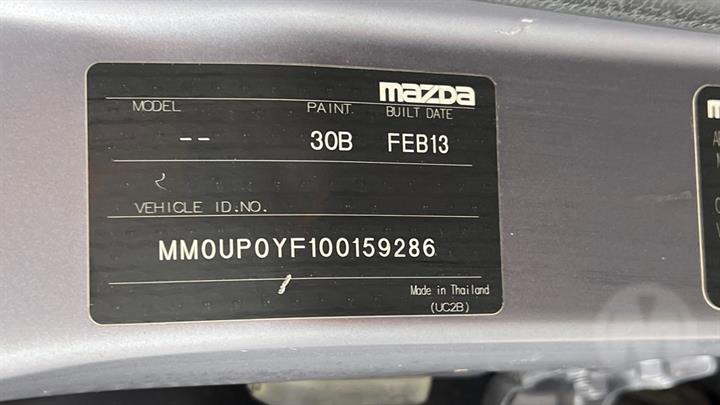 mazda
MODEL PAINT BUILT DATE
-- 30B FEB13
VEHICLE ID.NO.
MM0UP0YF100159286
Made in Thailand
(UC2B)